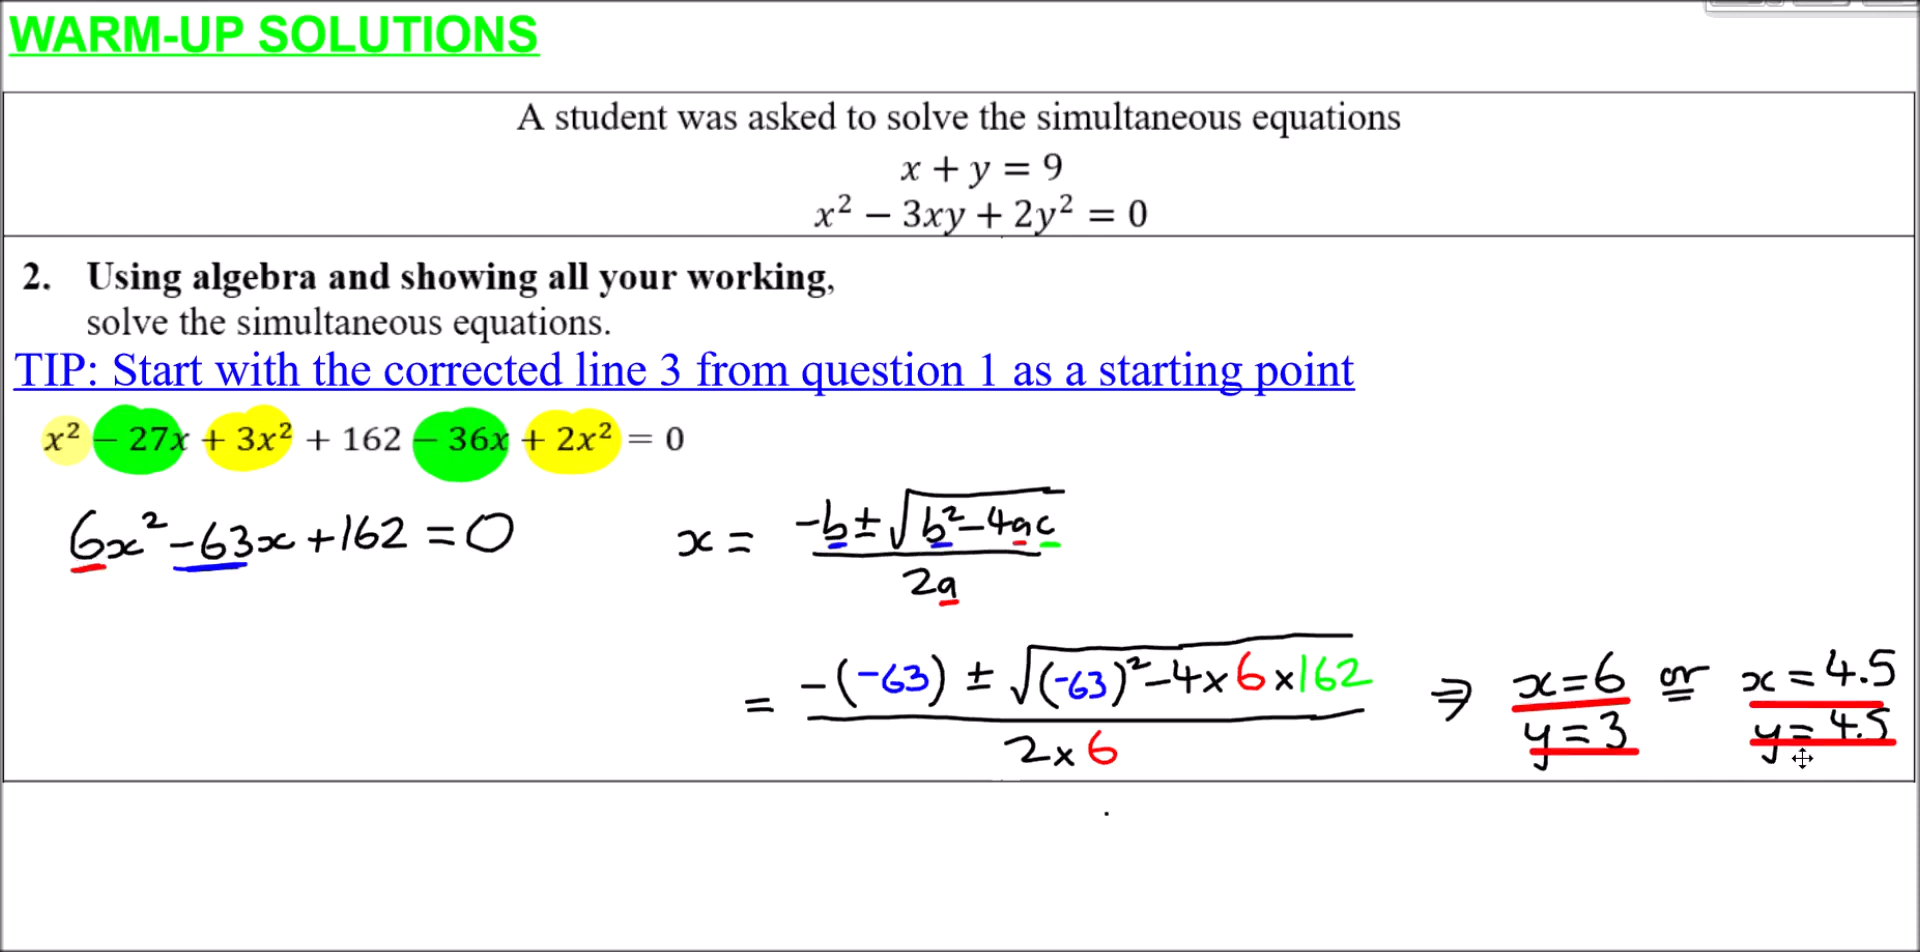 WARM-UP SOLUTIONS
A student was asked to solve the simultaneous equations
x + y = 9
x² − 3xy + 2y² = 0
2. Using algebra and showing all your working,
solve the simultaneous equations.
TIP: Start with the corrected line 3 from question 1 as a starting point
x² − 27x + 3x² + 162 − 36x + 2x² = 0
6x² − 63x + 162 = 0
x = (−b ± √(b² − 4ac)) / 2a
= (−(−63) ± √((−63)² − 4 × 6 × 162)) / (2 × 6) ⇒ x = 6 or x = 4.5
y = 3 y = 4.5